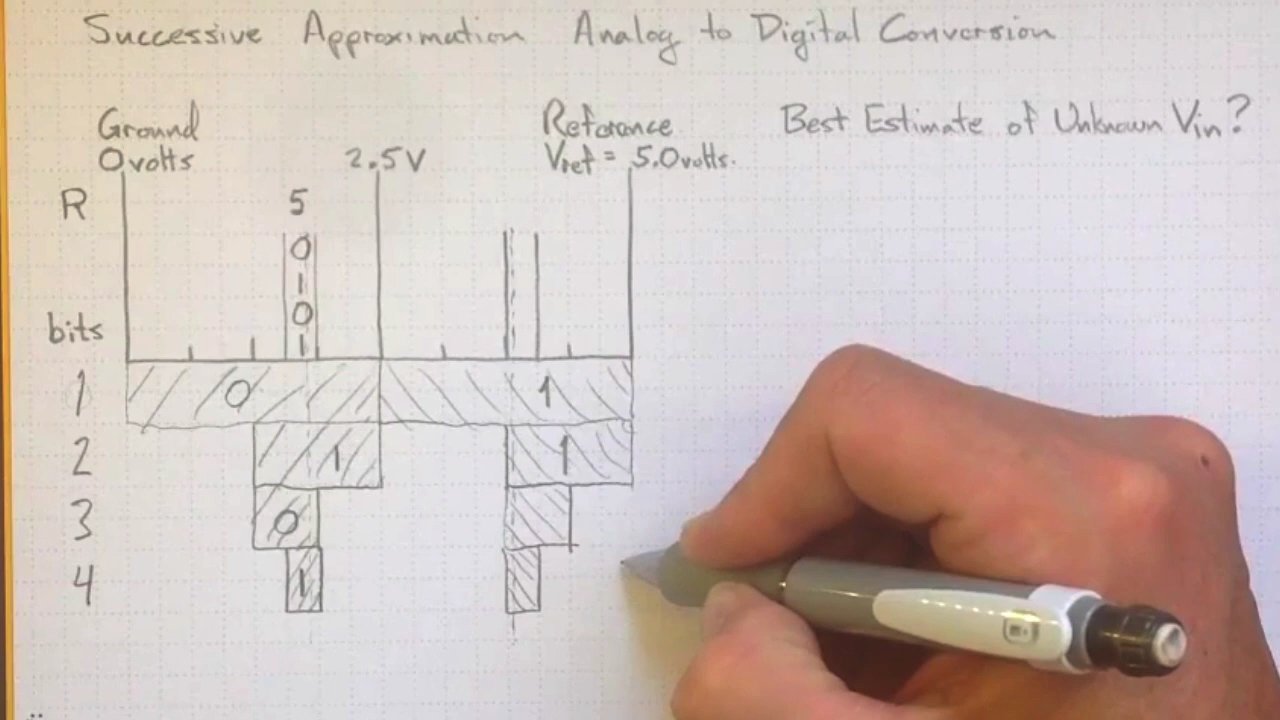 Successive Approximation Analog to Digital Conversion
Ground
0 volts
2.5V
Reference
Vref = 5.0 volts.
Best Estimate of Unknown Vin?
R
5
0
1
0
1
bits
1
0
1
2
1
1
3
0
4
1